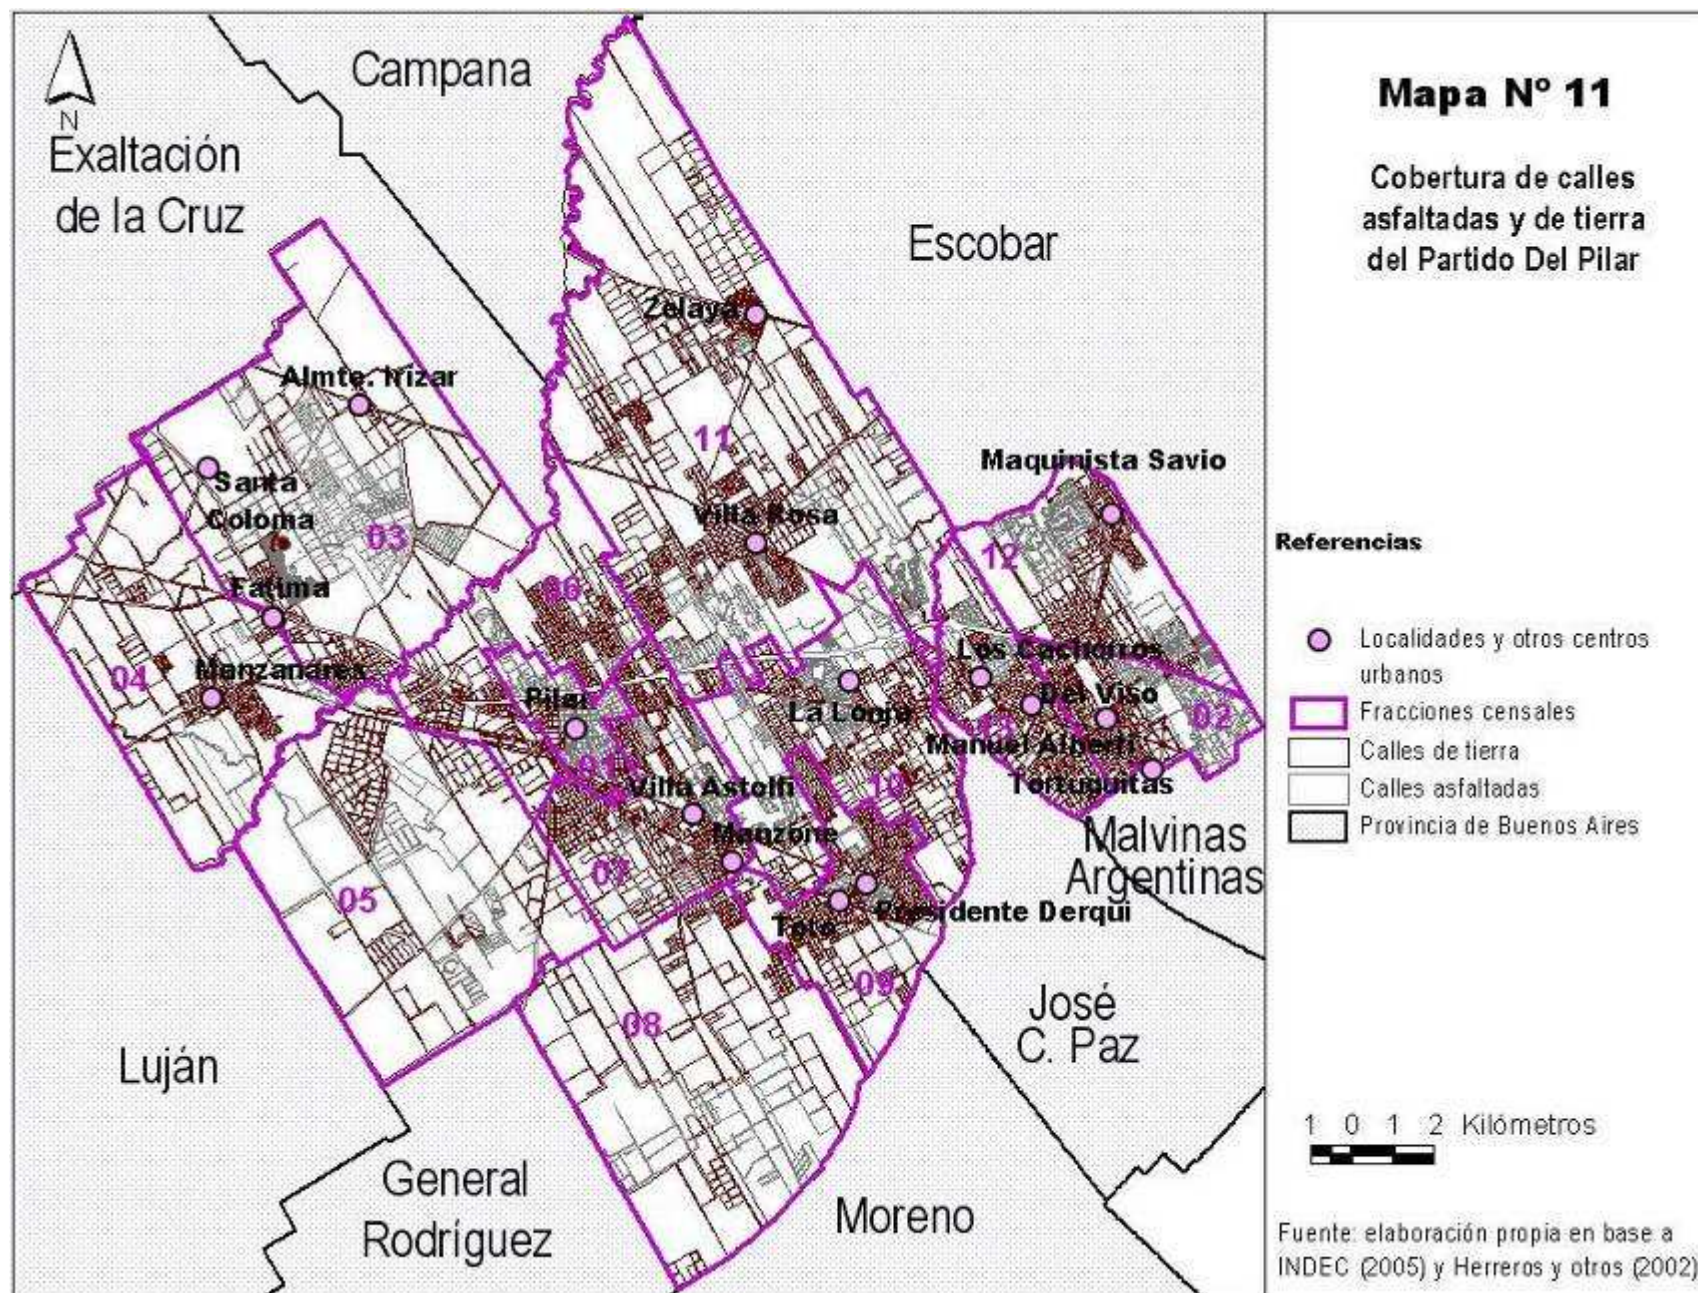 Mapa Nº 11
Cobertura de calles
asfaltadas y de tierra
del Partido Del Pilar
Referencias
Localidades y otros centros
urbanos
Fracciones censales
Calles de tierra
Calles asfaltadas
Provincia de Buenos Aires
1 0 1 2 Kilómetros
Fuente: elaboración propia en base a
INDEC (2005) y Herreros y otros (2002)
N
Campana
Exaltación
de la Cruz
Escobar
Zelaya
Almte. Irízar
11
Maquinista Savio
Santa
Coloma
03
Villa Rosa
12
Fatima
06
04
Manzanares
Los Cachorros
Pilar
Del Viso
La Lonja
02
Manuel Alberti
01
Villa Astolfi
10
Tortuguitas
Manzone
Malvinas
Argentinas
07
05
Presidente Derqui
Toro
09
08
José
C. Paz
Luján
General
Rodríguez
Moreno